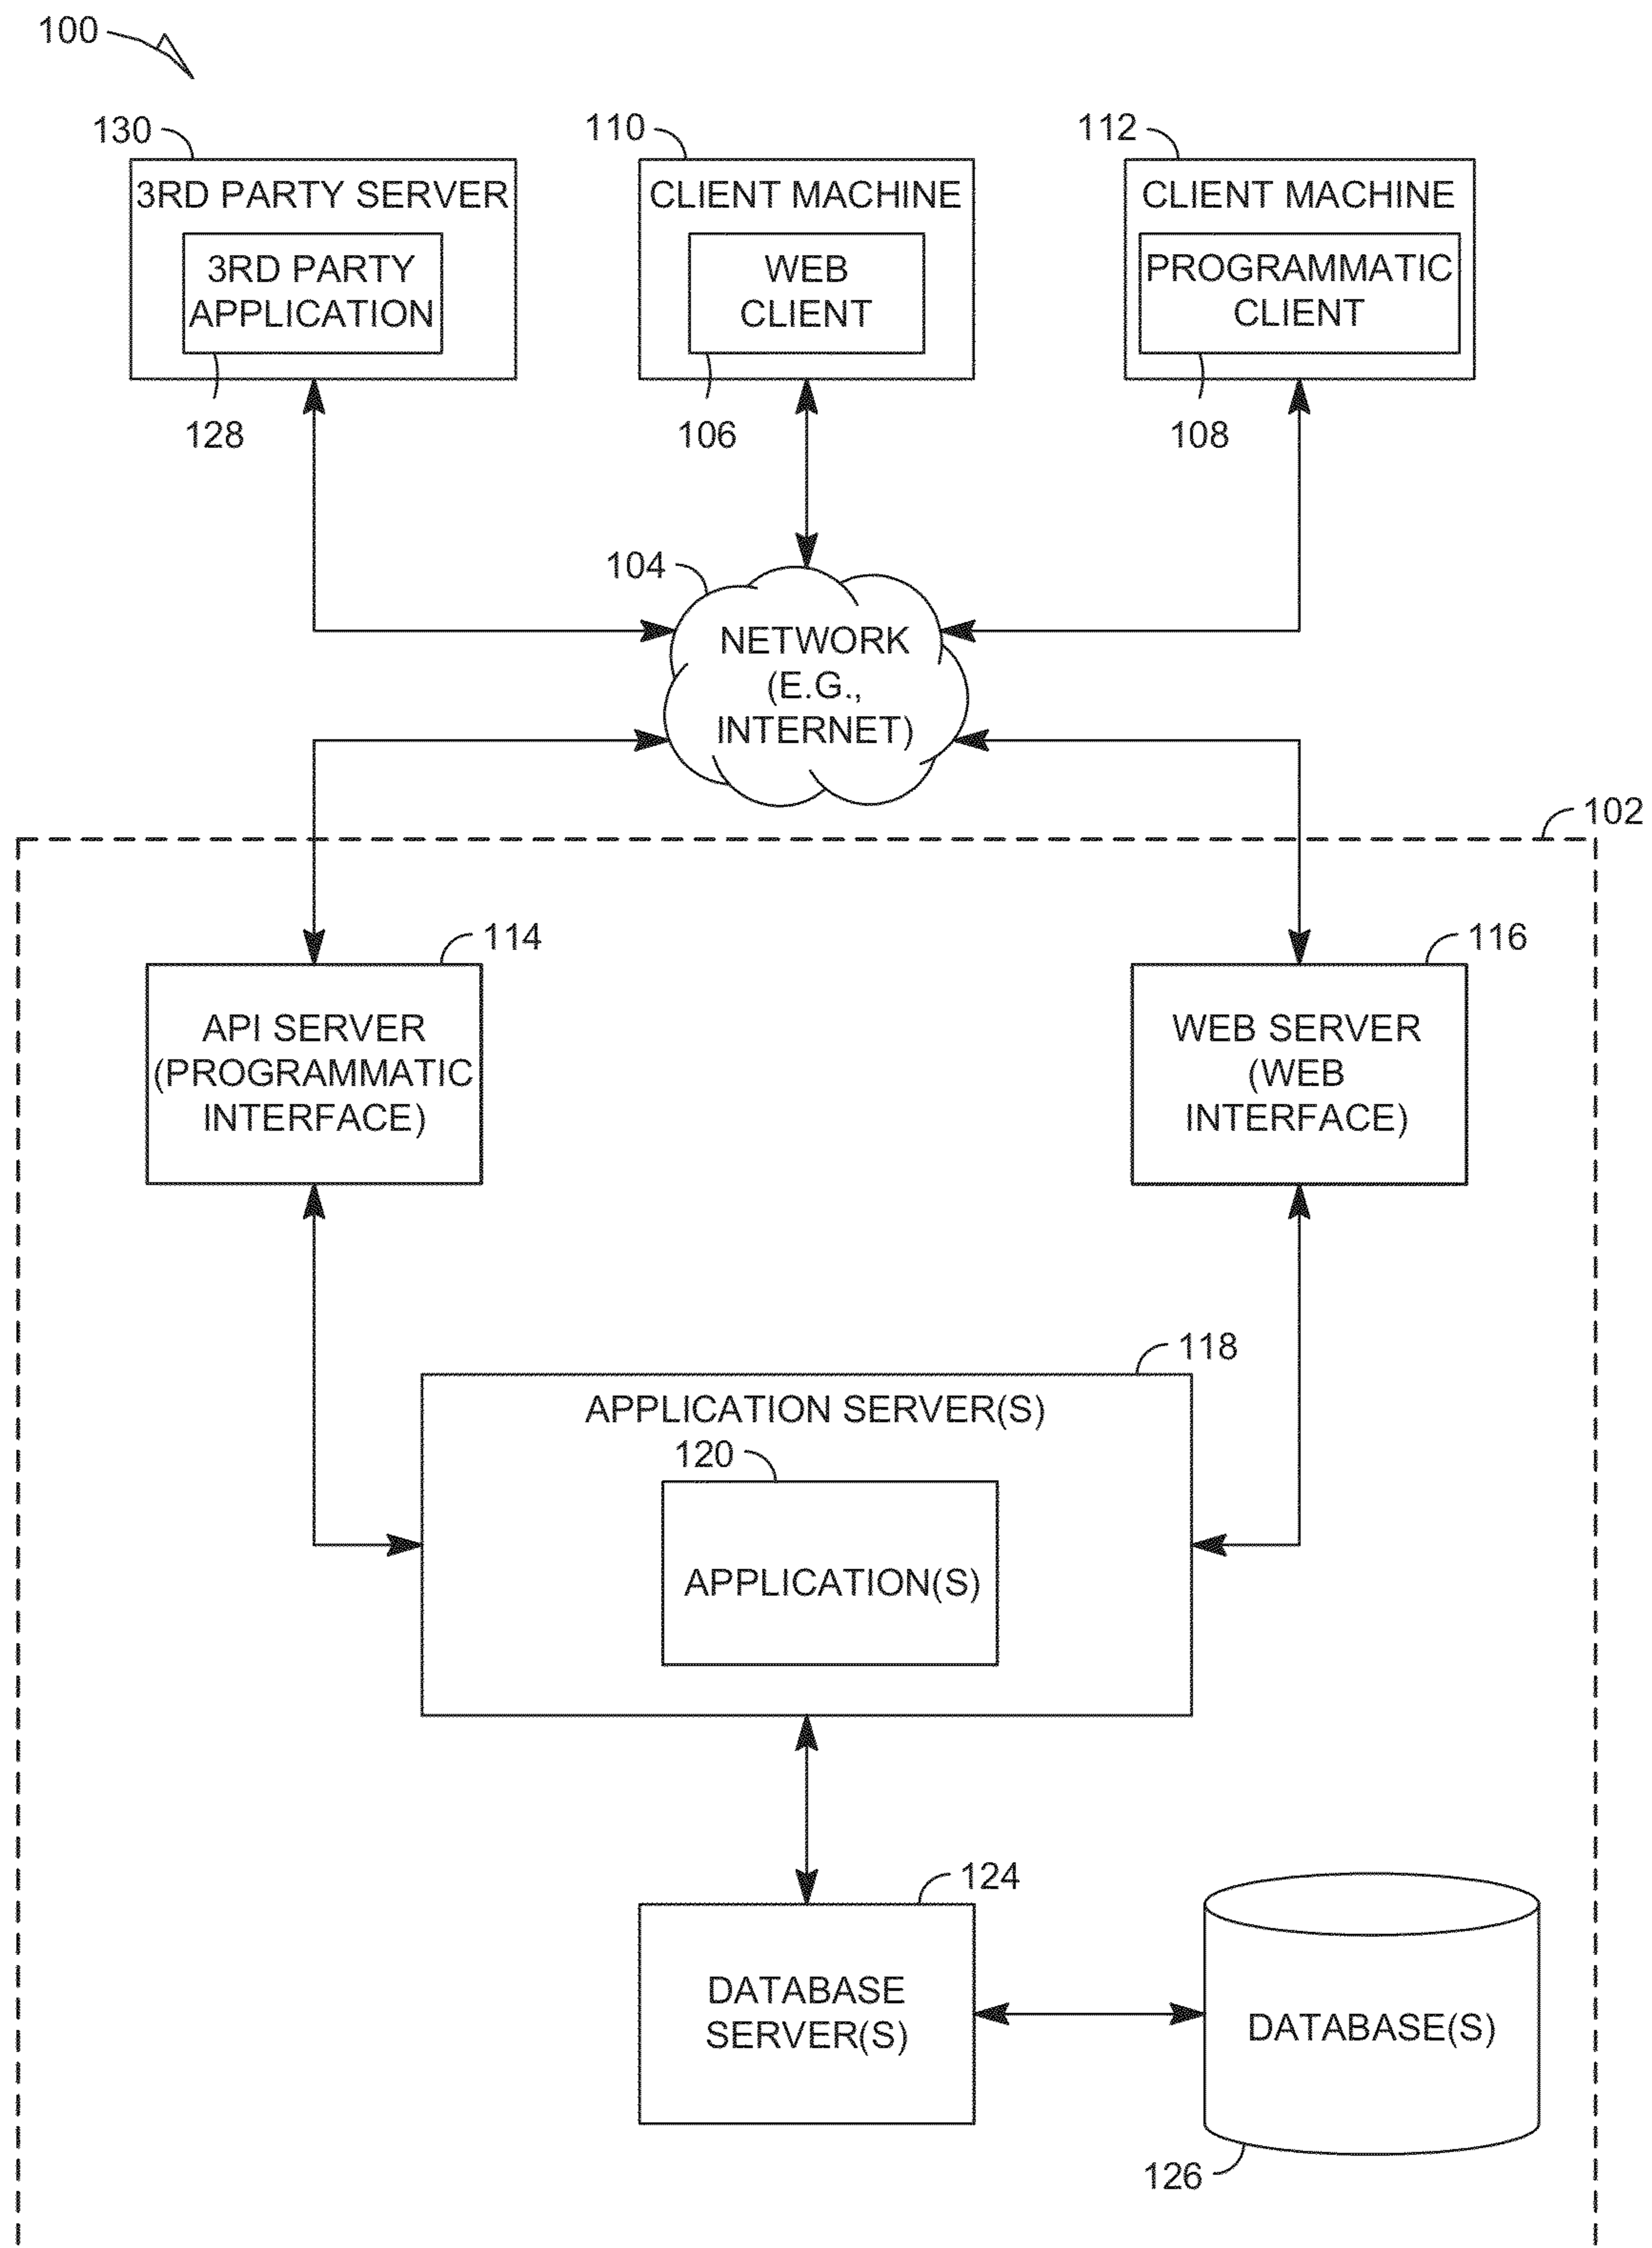 100
130
110
112
3RD PARTY SERVER
CLIENT MACHINE
CLIENT MACHINE
3RD PARTY
APPLICATION
WEB
CLIENT
PROGRAMMATIC
CLIENT
128
106
108
104
NETWORK
(E.G.,
INTERNET)
102
114
116
API SERVER
(PROGRAMMATIC
INTERFACE)
WEB SERVER
(WEB
INTERFACE)
118
APPLICATION SERVER(S)
120
APPLICATION(S)
124
DATABASE
SERVER(S)
DATABASE(S)
126